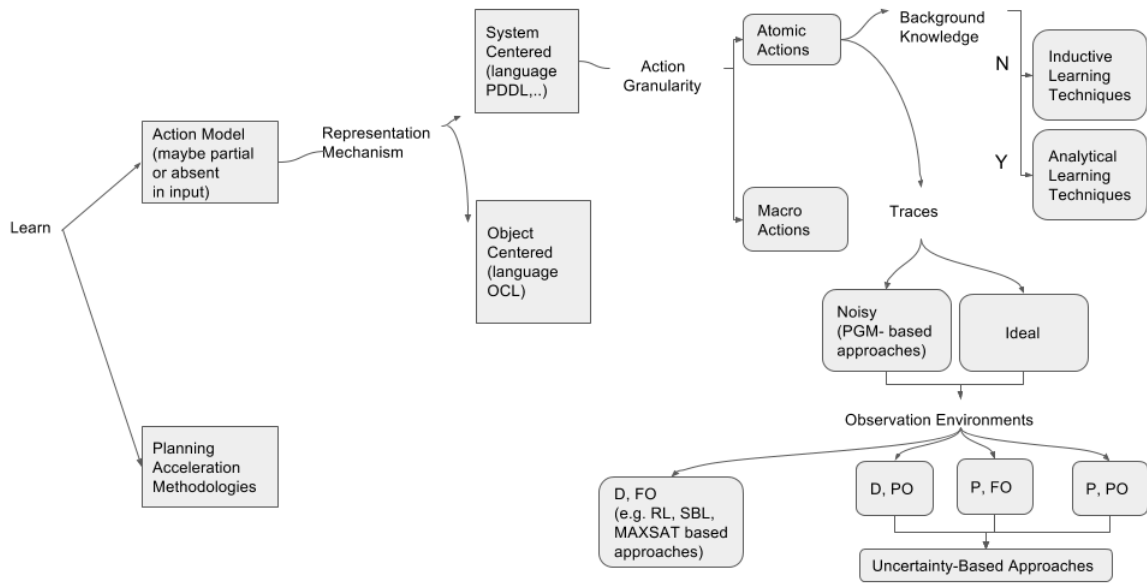 Learn
Action Model
(maybe partial
or absent
in input)
Planning
Acceleration
Methodologies
Representation
Mechanism
System
Centered
(language
PDDL,..)
Object
Centered
(language
OCL)
Action
Granularity
Atomic
Actions
Macro
Actions
Background
Knowledge
N
Y
Inductive
Learning
Techniques
Analytical
Learning
Techniques
Traces
Noisy
(PGM- based
approaches)
Ideal
Observation Environments
D, FO
(e.g. RL, SBL,
MAXSAT based
approaches)
D, PO
P, FO
P, PO
Uncertainty-Based Approaches